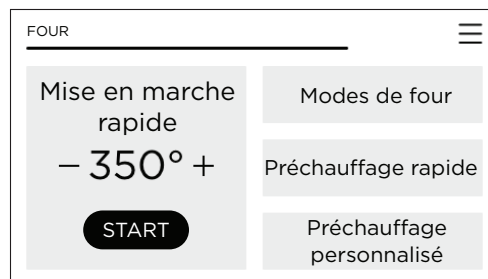 FOUR
Mise en marche
rapide
– 350° +
START
Modes de four
Préchauffage rapide
Préchauffage
personnalisé